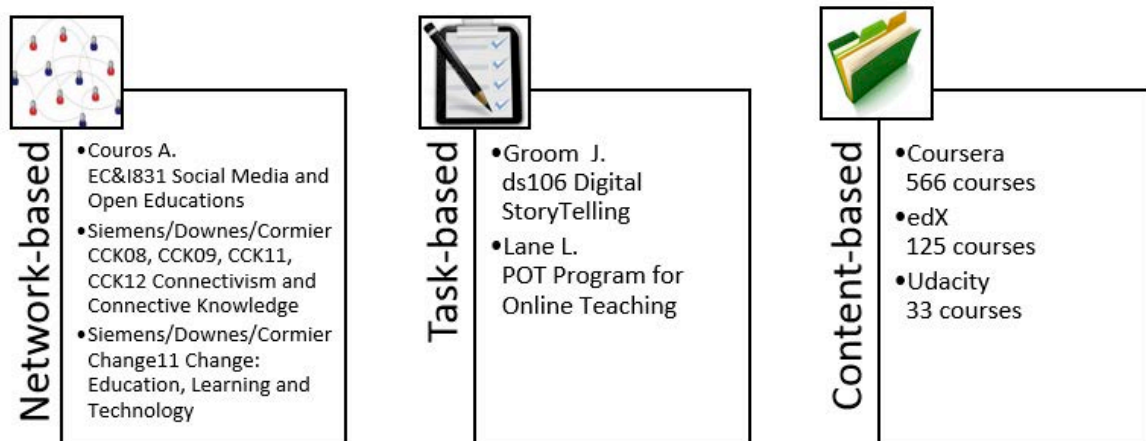 Network-based
•Couros A.
EC&I831 Social Media and
Open Educations
•Siemens/Downes/Cormier
CCK08, CCK09, CCK11,
CCK12 Connectivism and
Connective Knowledge
•Siemens/Downes/Cormier
Change11 Change:
Education, Learning and
Technology
Task-based
•Groom J.
ds106 Digital
StoryTelling
•Lane L.
POT Program for
Online Teaching
Content-based
•Coursera
566 courses
•edX
125 courses
•Udacity
33 courses